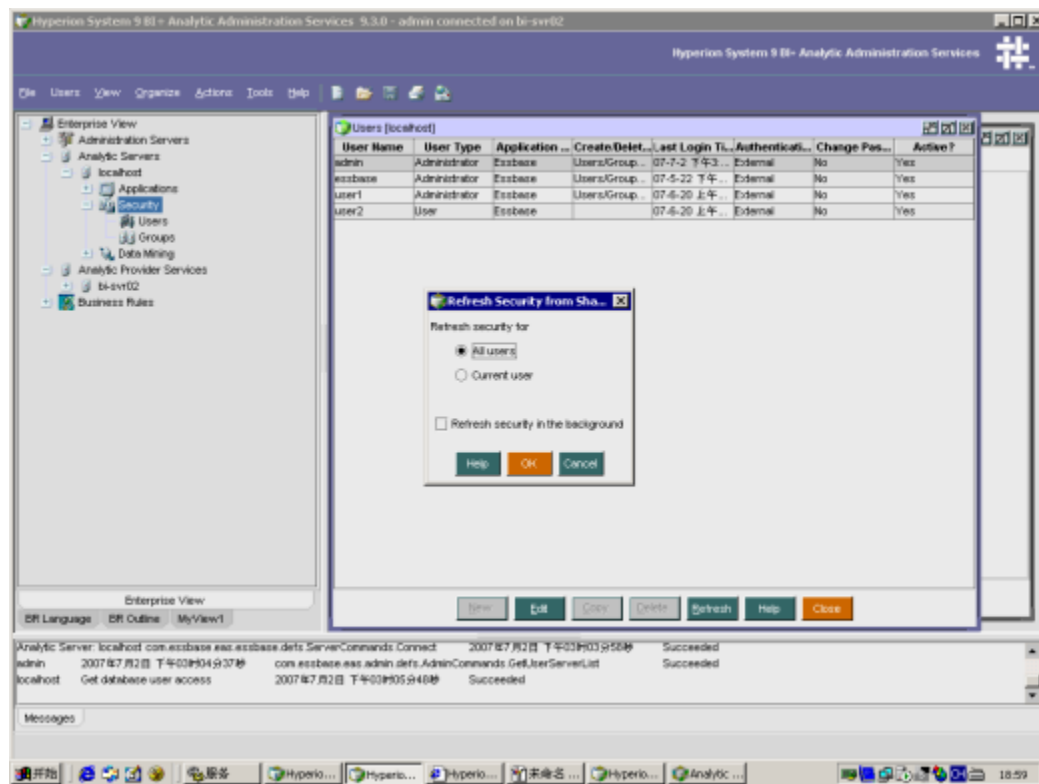 Hyperion System 9 BI+ Analytic Administration Services 9.3.0 - admin connected on bi-svr02
Hyperion System 9 BI+ Analytic Administration Services
File Users View Organize Actions Tools Help
Enterprise View
Administration Servers
Analytic Servers
localhost
Applications
Security
Users
Groups
Data Mining
Analytic Provider Services
bi-svr02
Business Rules
Enterprise View
BR Language BR Outline MyView1
Users [localhost]
User Name User Type Application ... Create/Delet... Last Login Ti... Authenticati... Change Pas... Active?
admin Administrator Essbase Users/Group... 07-7-2 下午3... External No Yes
essbase Administrator Essbase Users/Group... 07-5-22 下午... External No Yes
user1 Administrator Essbase Users/Group... 07-6-20 上午... External No Yes
user2 User Essbase 07-6-20 上午... External No Yes
Refresh Security from Sha...
Refresh security for
All users
Current user
Refresh security in the background
Help OK Cancel
New Edit Copy Delete Refresh Help Close
Analytic Server: localhost com.essbase.eas.essbase.defs.ServerCommands.Connect 2007年7月2日 下午03时03分58秒 Succeeded
admin 2007年7月2日 下午03时04分37秒 com.essbase.eas.admin.defs.AdminCommands.GetUserServerList Succeeded
localhost Get database user access 2007年7月2日 下午03时05分48秒 Succeeded
Messages
开始 服务 Hyperio... Hyperio... Hyperio... 未命名 ... Hyperio... Analytic ... CH 18:59